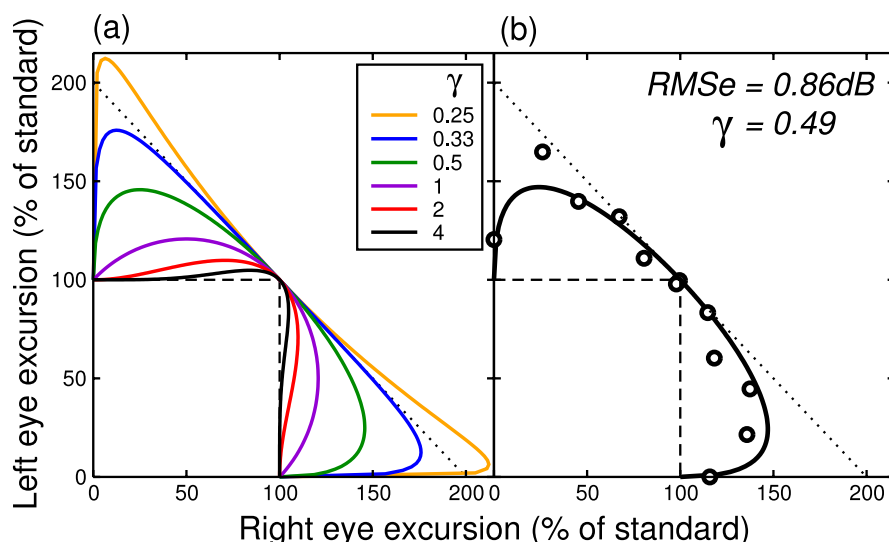 (a)
(b)
γ
0.25
0.33
0.5
1
2
4
RMSe = 0.86dB
γ = 0.49
Left eye excursion (% of standard)
200
150
100
50
0
0 50 100 150 200
0 50 100 150 200
Right eye excursion (% of standard)